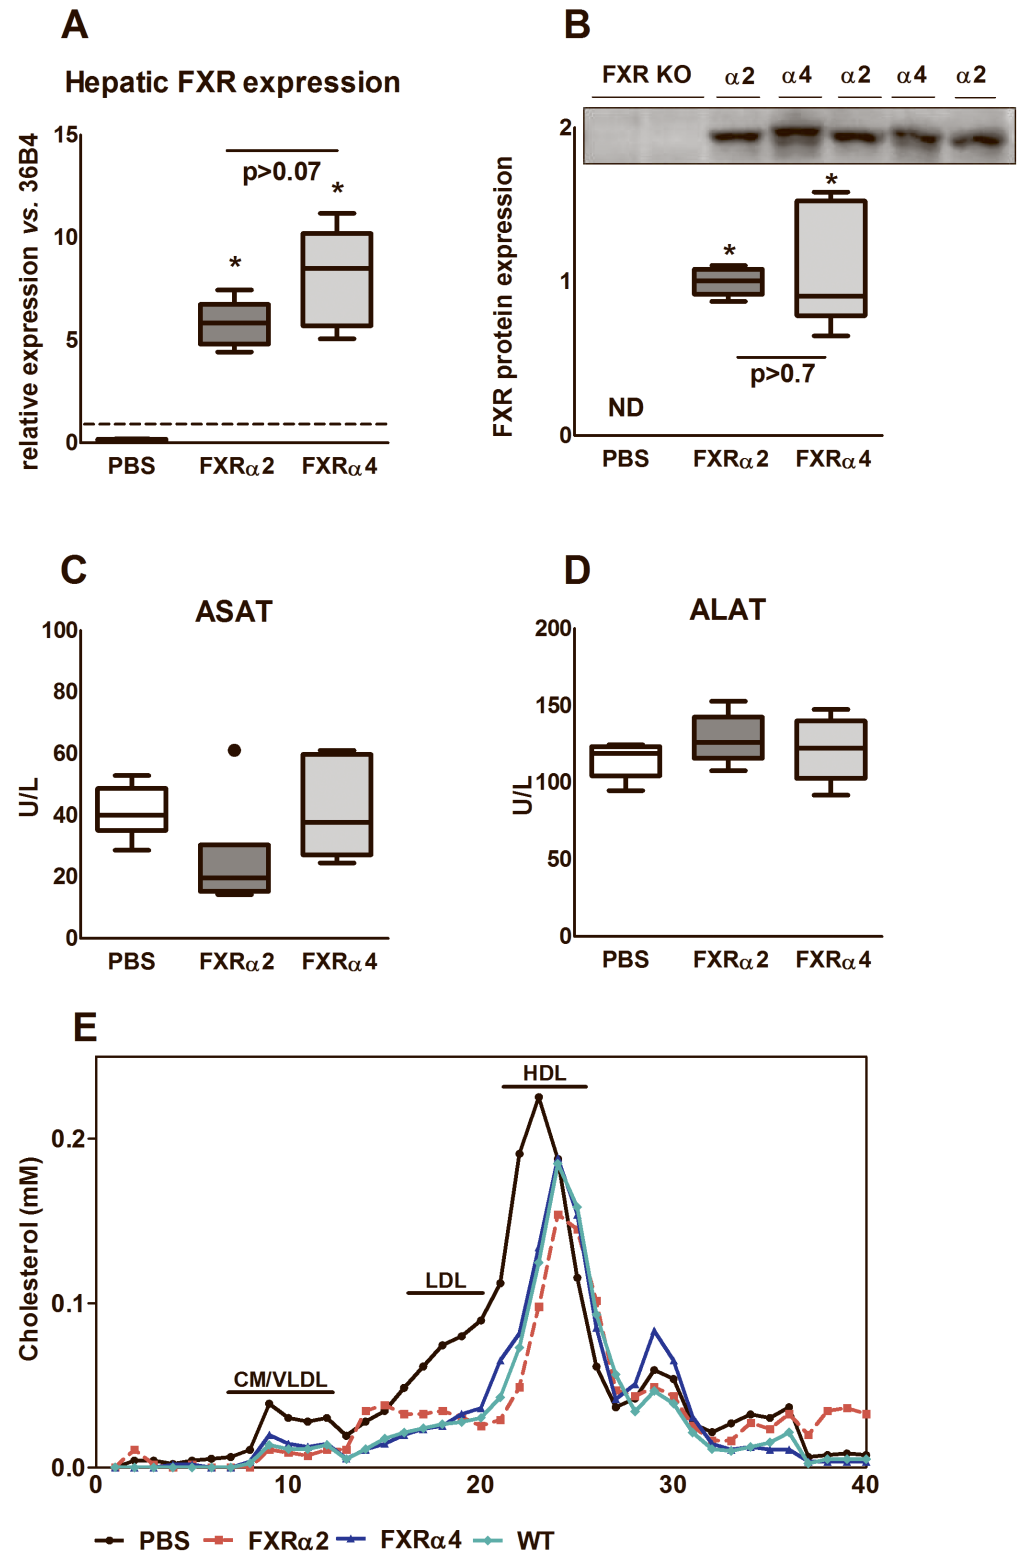 A
Hepatic FXR expression
relative expression vs. 36B4
15
10
5
0
p>0.07
*
*
PBS
FXRα2
FXRα4
B
FXR KO
α2
α4
α2
α4
α2
FXR protein expression
2
1
0
*
*
p>0.7
ND
PBS
FXRα2
FXRα4
C
ASAT
U/L
100
80
60
40
20
0
PBS
FXRα2
FXRα4
D
ALAT
U/L
200
150
100
50
0
PBS
FXRα2
FXRα4
E
Cholesterol (mM)
0.2
0.1
0.0
HDL
LDL
CM/VLDL
0
10
20
30
40
PBS
FXRα2
FXRα4
WT